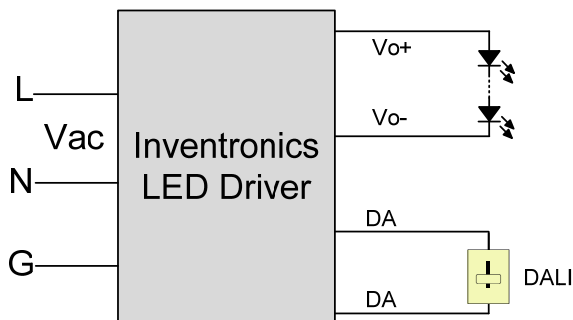 L
Vac
N
G
Inventronics
LED Driver
Vo+
Vo-
DA
DA
DALI